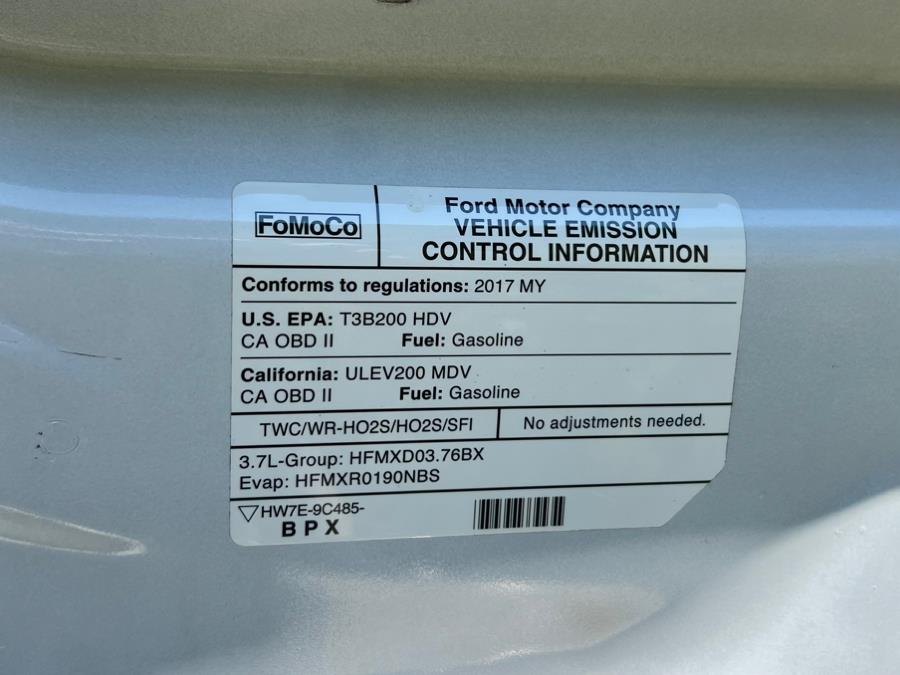 FoMoCo
Ford Motor Company
VEHICLE EMISSION
CONTROL INFORMATION
Conforms to regulations: 2017 MY
U.S. EPA: T3B200 HDV
CA OBD II Fuel: Gasoline
California: ULEV200 MDV
CA OBD II Fuel: Gasoline
TWC/WR-HO2S/HO2S/SFI
No adjustments needed.
3.7L-Group: HFMXD03.76BX
Evap: HFMXR0190NBS
HW7E-9C485-
BPX